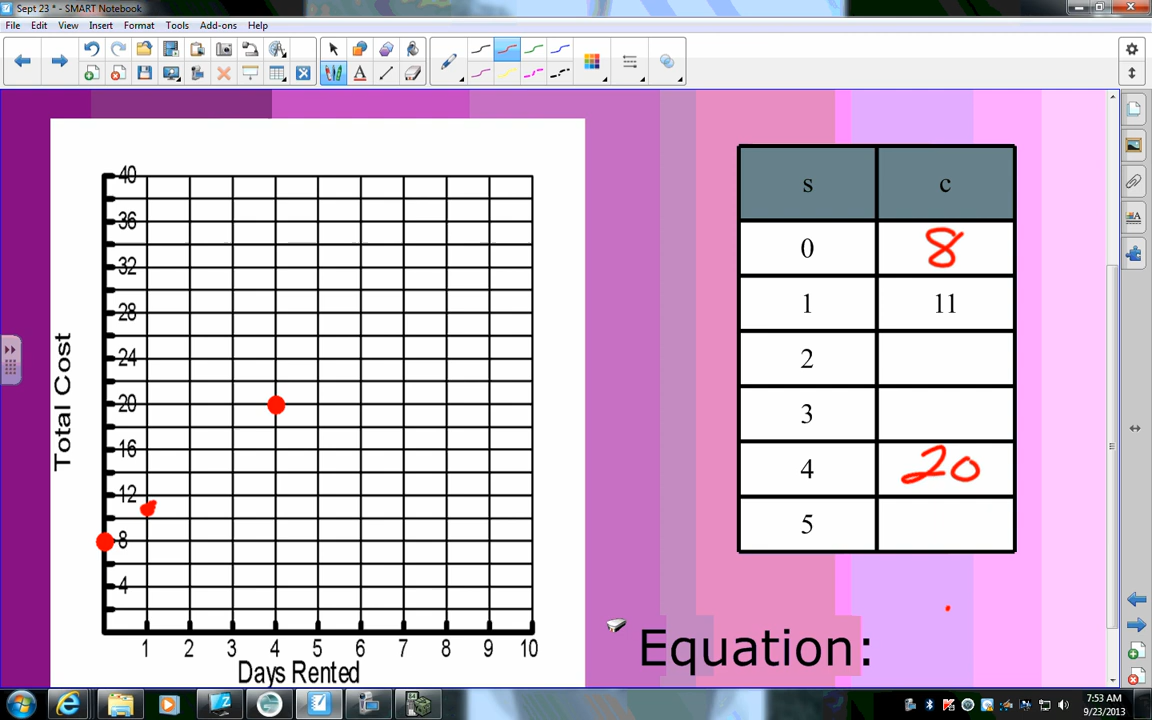 Sept 23 * - SMART Notebook
File Edit View Insert Format Tools Add-ons Help
40
36
32
28
24
20
16
12
8
4
Total Cost
1 2 3 4 5 6 7 8 9 10
Days Rented
s c
0 8
1 11
2
3
4 20
5
Equation:
7:53 AM
9/23/2013